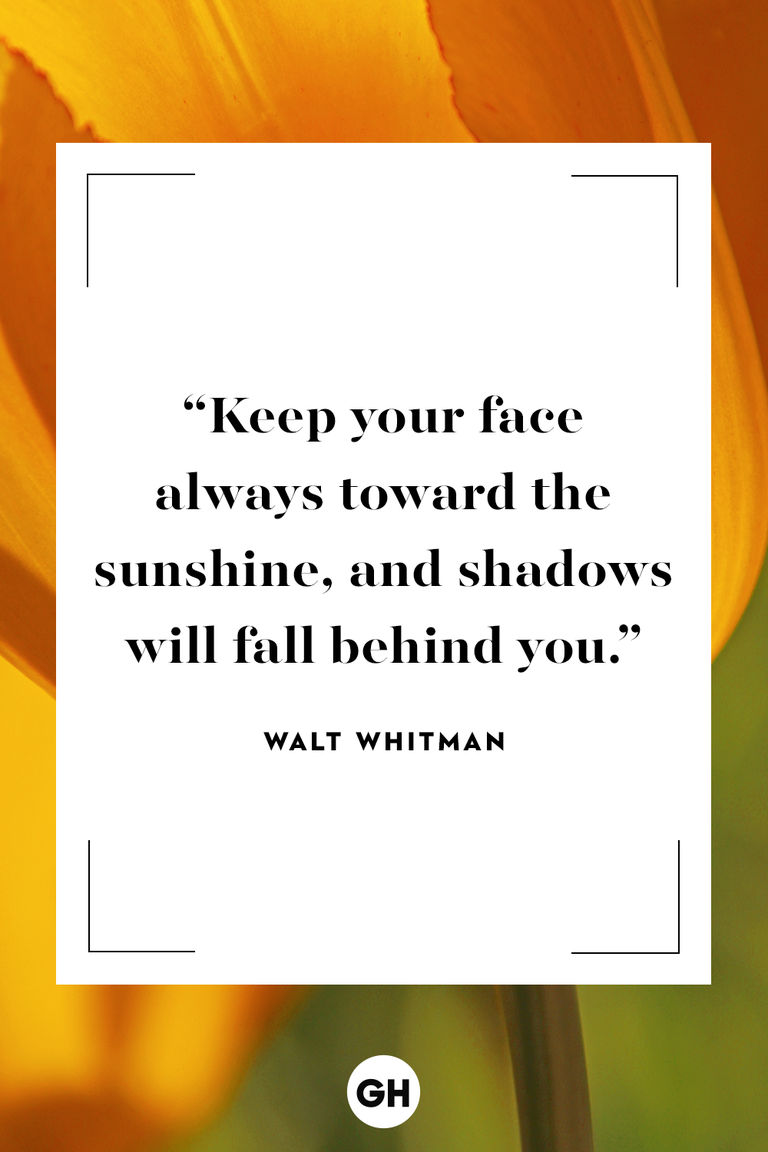 “Keep your face
always toward the
sunshine, and shadows
will fall behind you.”
WALT WHITMAN
GH